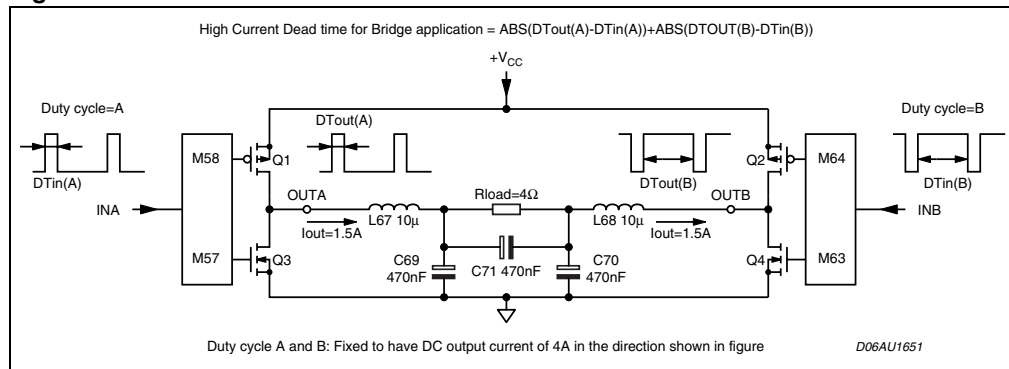 High Current Dead time for Bridge application = ABS(DTout(A)-DTin(A))+ABS(DTOUT(B)-DTin(B))
+VCC
Duty cycle=A
DTout(A)
Duty cycle=B
M58
Q1
Q2
M64
DTin(A)
DTout(B)
DTin(B)
INA
OUTA
Rload=4Ω
OUTB
INB
L67 10µ
L68 10µ
Iout=1.5A
Iout=1.5A
M57
Q3
C69
470nF
C71 470nF
C70
470nF
Q4
M63
Duty cycle A and B: Fixed to have DC output current of 4A in the direction shown in figure
D06AU1651